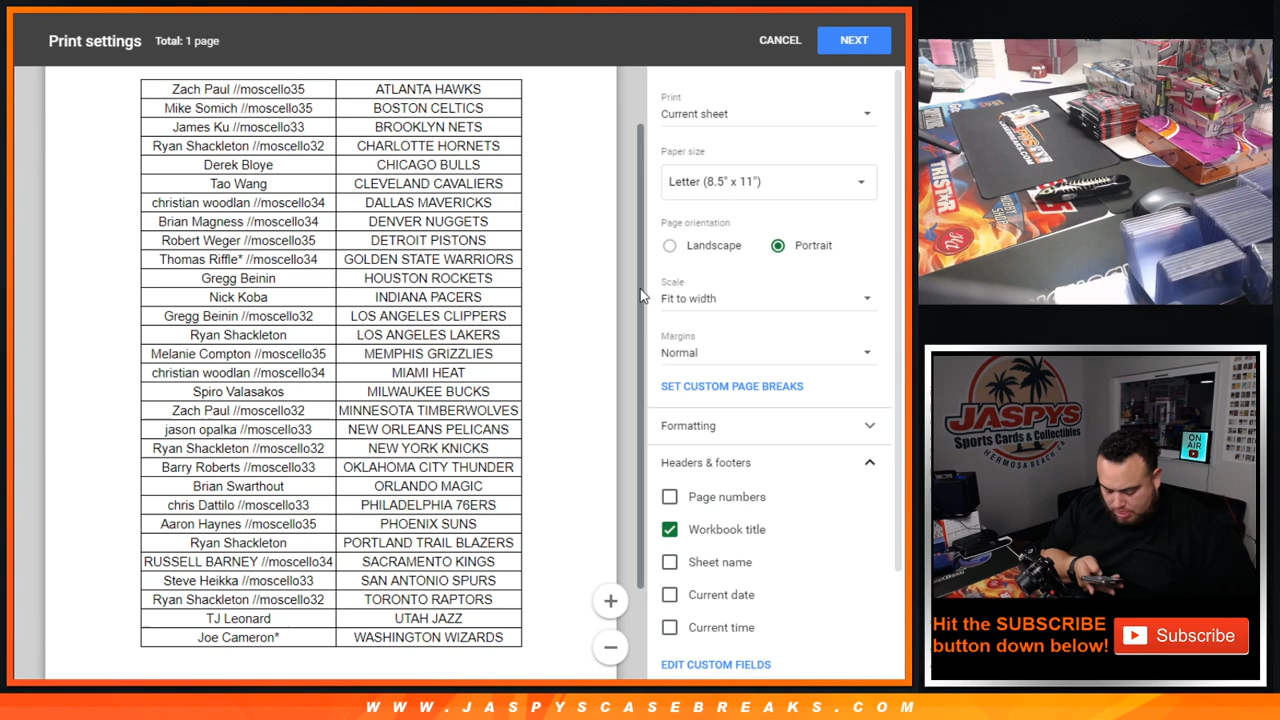 Print settings Total: 1 page CANCEL NEXT
Zach Paul //moscello35 ATLANTA HAWKS
Mike Somich //moscello35 BOSTON CELTICS
James Ku //moscello33 BROOKLYN NETS
Ryan Shackleton //moscello32 CHARLOTTE HORNETS
Derek Bloye CHICAGO BULLS
Tao Wang CLEVELAND CAVALIERS
christian woodlan //moscello34 DALLAS MAVERICKS
Brian Magness //moscello34 DENVER NUGGETS
Robert Weger //moscello35 DETROIT PISTONS
Thomas Riffle* //moscello34 GOLDEN STATE WARRIORS
Gregg Beinin HOUSTON ROCKETS
Nick Koba INDIANA PACERS
Gregg Beinin //moscello32 LOS ANGELES CLIPPERS
Ryan Shackleton LOS ANGELES LAKERS
Melanie Compton //moscello35 MEMPHIS GRIZZLIES
christian woodlan //moscello34 MIAMI HEAT
Spiro Valasakos MILWAUKEE BUCKS
Zach Paul //moscello32 MINNESOTA TIMBERWOLVES
jason opalka //moscello33 NEW ORLEANS PELICANS
Ryan Shackleton //moscello32 NEW YORK KNICKS
Barry Roberts //moscello33 OKLAHOMA CITY THUNDER
Brian Swarthout ORLANDO MAGIC
chris Dattilo //moscello33 PHILADELPHIA 76ERS
Aaron Haynes //moscello35 PHOENIX SUNS
Ryan Shackleton PORTLAND TRAIL BLAZERS
RUSSELL BARNEY //moscello34 SACRAMENTO KINGS
Steve Heikka //moscello33 SAN ANTONIO SPURS
Ryan Shackleton //moscello32 TORONTO RAPTORS
TJ Leonard UTAH JAZZ
Joe Cameron* WASHINGTON WIZARDS
Print
Current sheet
Paper size
Letter (8.5" x 11")
Page orientation
Landscape Portrait
Scale
Fit to width
Margins
Normal
SET CUSTOM PAGE BREAKS
Formatting
Headers & footers
Page numbers
Workbook title
Sheet name
Current date
Current time
EDIT CUSTOM FIELDS
TRISTAR
HOBBY
SHOP
JASPYS
Sports Cards & Collectibles
HERMOSA BEACH CA
ON
AIR
Hit the SUBSCRIBE
button down below!
Subscribe
WWW.JASPYSCASEBREAKS.COM